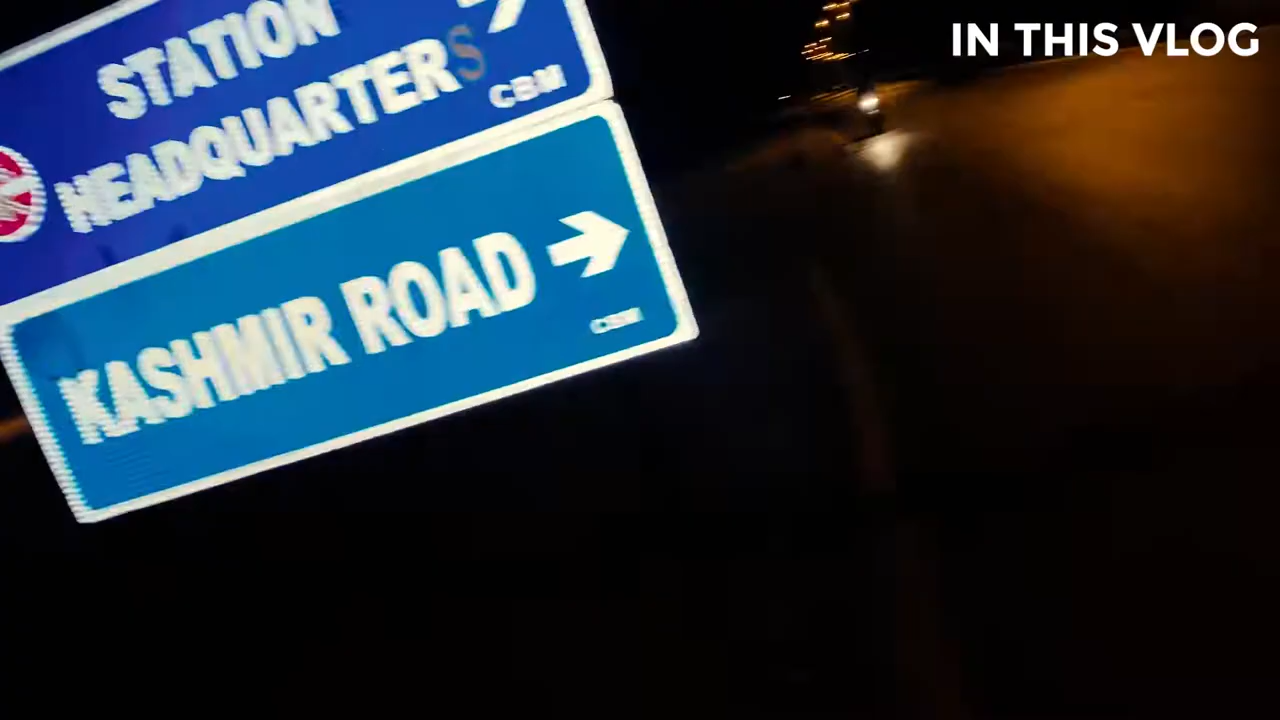 IN THIS VLOG
STATION
HEADQUARTERS
CBM
KASHMIR ROAD
CBM